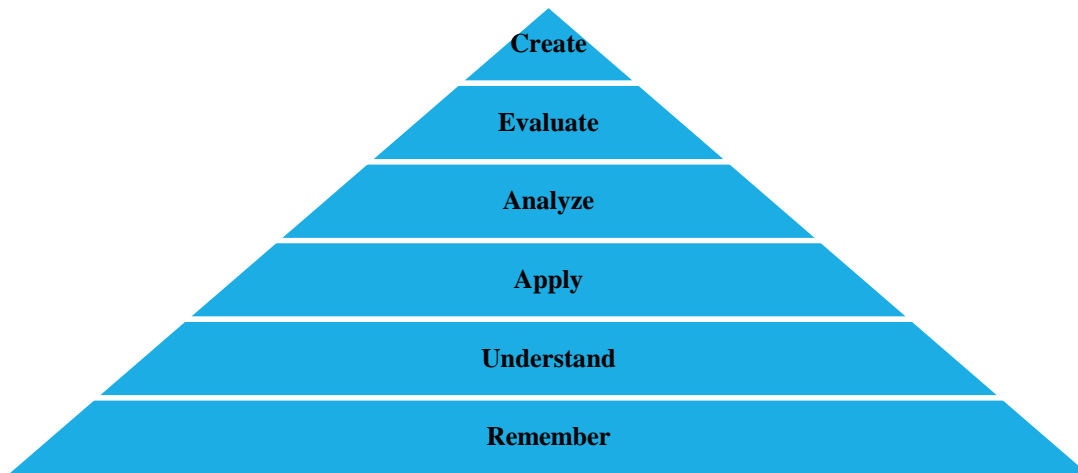 Create
Evaluate
Analyze
Apply
Understand
Remember